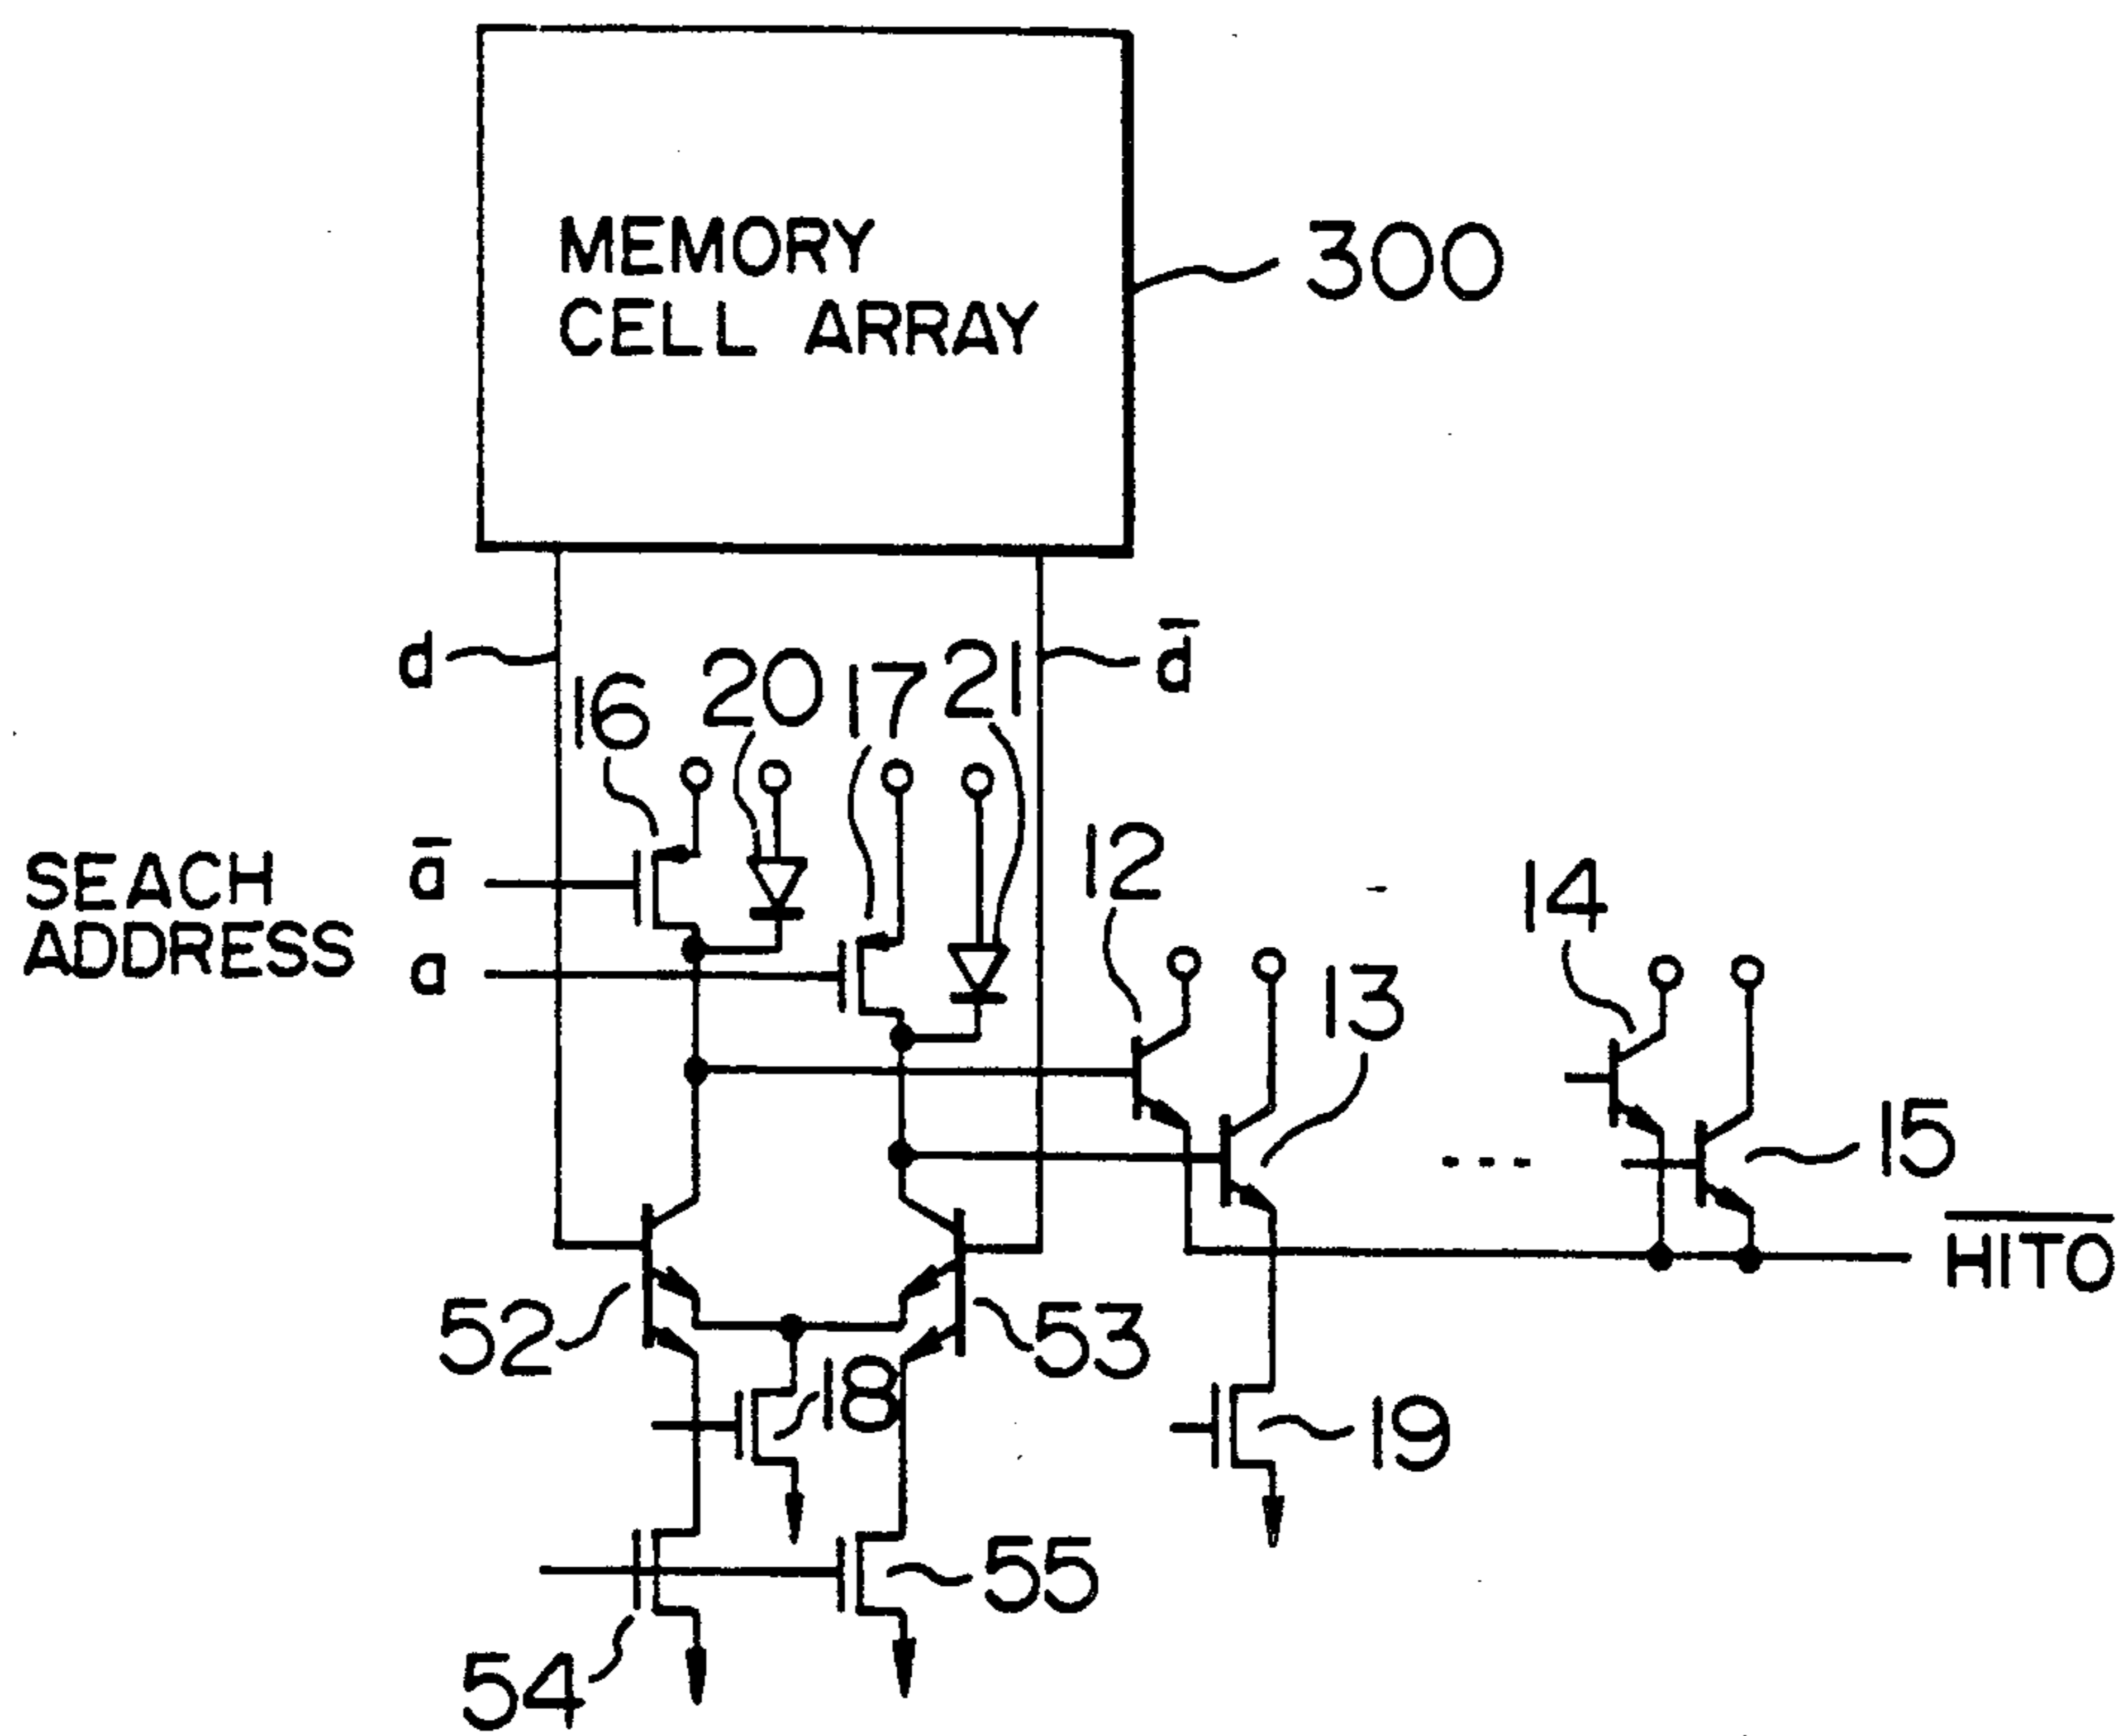 MEMORY
CELL ARRAY
300
d
d̅
16
20
17
21
SEACH
ADDRESS
a̅
a
12
13
14
15
...
H̅I̅T̅O̅
52
53
18
19
54
55